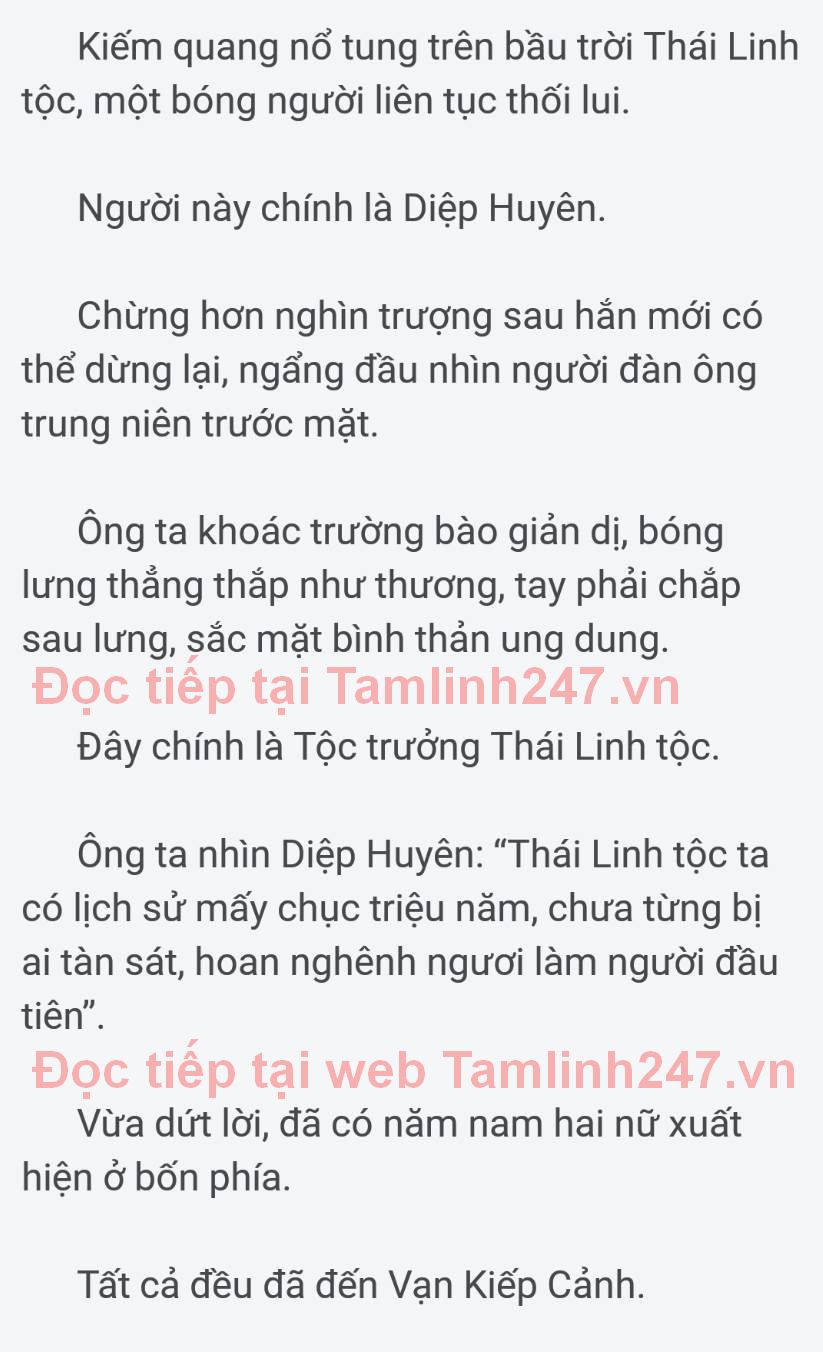 Kiếm quang nổ tung trên bầu trời Thái Linh
tộc, một bóng người liên tục thối lui.
Người này chính là Diệp Huyên.
Chừng hơn nghìn trượng sau hắn mới có
thể dừng lại, ngẩng đầu nhìn người đàn ông
trung niên trước mặt.
Ông ta khoác trường bào giản dị, bóng
lưng thẳng thắp như thương, tay phải chắp
sau lưng, sắc mặt bình thản ung dung.
Đọc tiếp tại Tamlinh247.vn
Đây chính là Tộc trưởng Thái Linh tộc.
Ông ta nhìn Diệp Huyên: “Thái Linh tộc ta
có lịch sử mấy chục triệu năm, chưa từng bị
ai tàn sát, hoan nghênh ngươi làm người đầu
tiên”.
Đọc tiếp tại web Tamlinh247.vn
Vừa dứt lời, đã có năm nam hai nữ xuất
hiện ở bốn phía.
Tất cả đều đã đến Vạn Kiếp Cảnh.